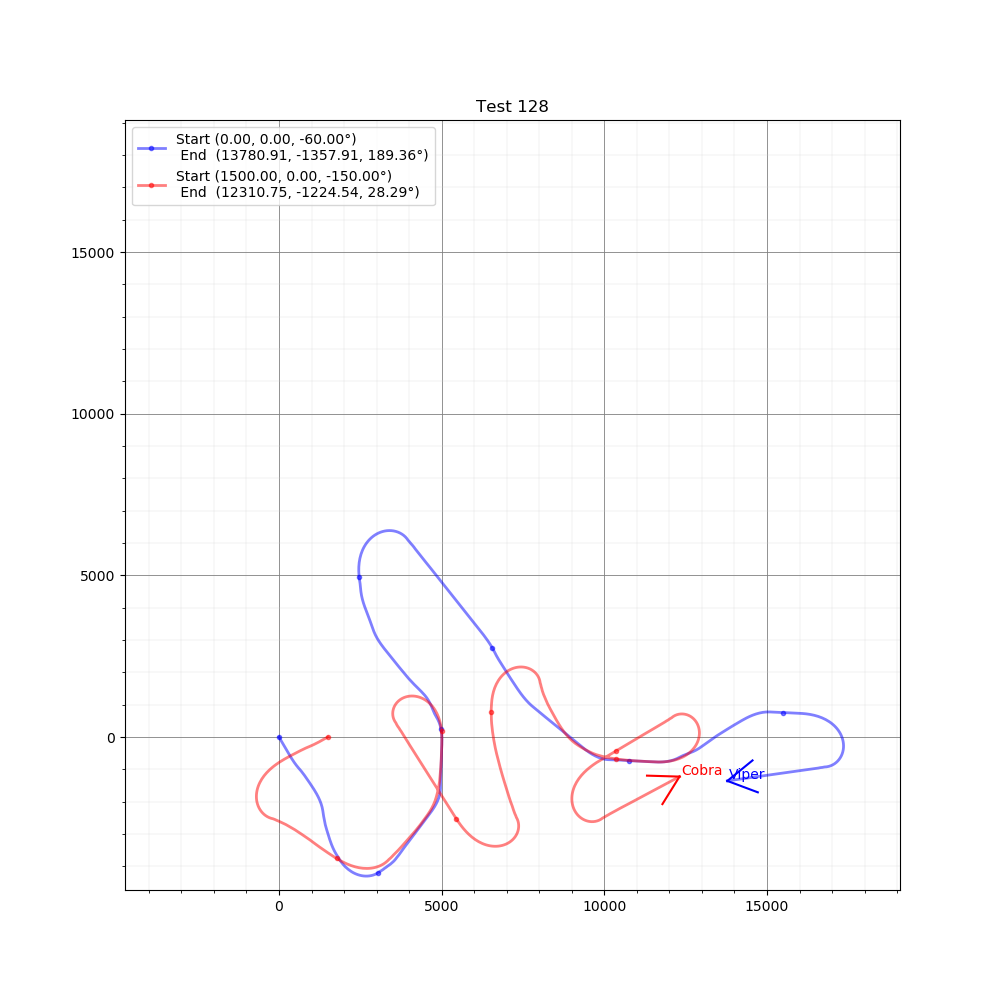 Test 128
Start (0.00, 0.00, -60.00°)
End (13780.91, -1357.91, 189.36°)
Start (1500.00, 0.00, -150.00°)
End (12310.75, -1224.54, 28.29°)
15000
10000
5000
0
Cobra
Viper
0 5000 10000 15000